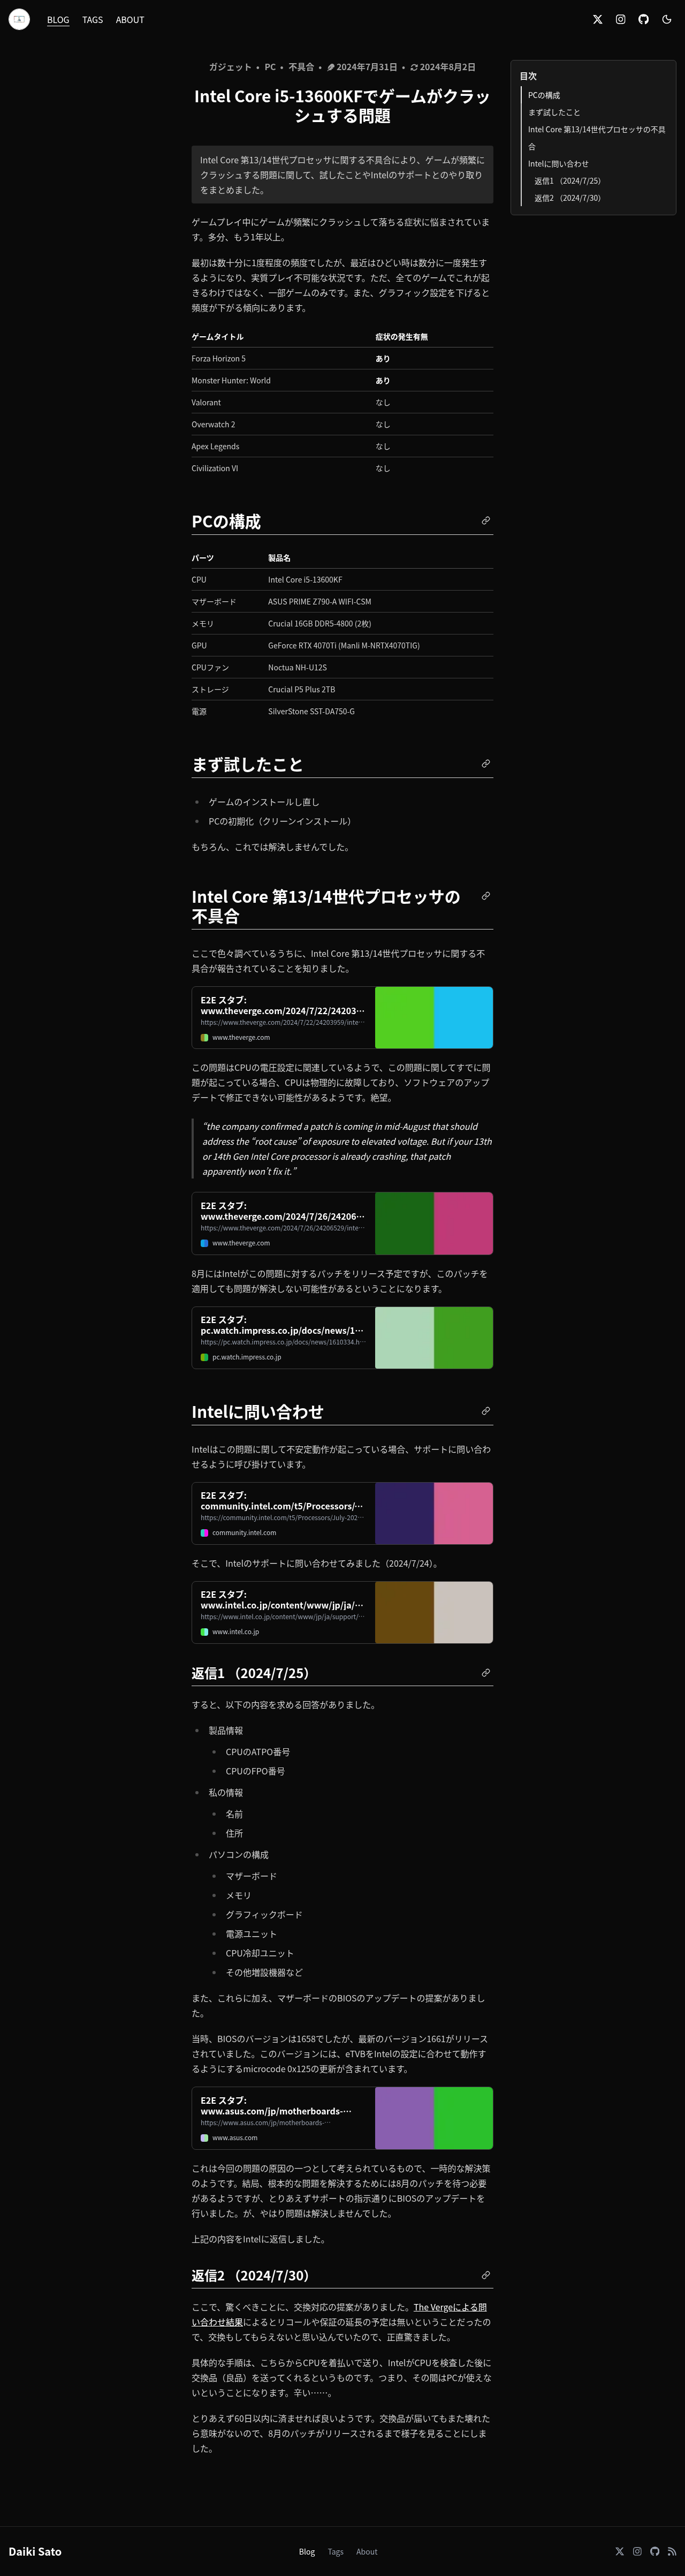 BLOG TAGS ABOUT
ガジェット • PC • 不具合 • 2024年7月31日 • 2024年8月2日
Intel Core i5-13600KFでゲームがクラッ
シュする問題
目次
PCの構成
まず試したこと
Intel Core 第13/14世代プロセッサの不具
合
Intelに問い合わせ
返信1 （2024/7/25）
返信2 （2024/7/30）
Intel Core 第13/14世代プロセッサに関する不具合により、ゲームが頻繁に
クラッシュする問題に関して、試したことやIntelのサポートとのやり取り
をまとめました。
ゲームプレイ中にゲームが頻繁にクラッシュして落ちる症状に悩まされていま
す。多分、もう1年以上。
最初は数十分に1度程度の頻度でしたが、最近はひどい時は数分に一度発生す
るようになり、実質プレイ不可能な状況です。ただ、全てのゲームでこれが起
きるわけではなく、一部ゲームのみです。また、グラフィック設定を下げると
頻度が下がる傾向にあります。
ゲームタイトル 症状の発生有無
Forza Horizon 5 あり
Monster Hunter: World あり
Valorant なし
Overwatch 2 なし
Apex Legends なし
Civilization VI なし
PCの構成
パーツ 製品名
CPU Intel Core i5-13600KF
マザーボード ASUS PRIME Z790-A WIFI-CSM
メモリ Crucial 16GB DDR5-4800 (2枚)
GPU GeForce RTX 4070Ti (Manli M-NRTX4070TIG)
CPUファン Noctua NH-U12S
ストレージ Crucial P5 Plus 2TB
電源 SilverStone SST-DA750-G
まず試したこと
ゲームのインストールし直し
PCの初期化（クリーンインストール）
もちろん、これでは解決しませんでした。
Intel Core 第13/14世代プロセッサの
不具合
ここで色々調べているうちに、Intel Core 第13/14世代プロセッサに関する不
具合が報告されていることを知りました。
E2E スタブ:
www.theverge.com/2024/7/22/24203…
https://www.theverge.com/2024/7/22/24203959/inte…
www.theverge.com
この問題はCPUの電圧設定に関連しているようで、この問題に関してすでに問
題が起こっている場合、CPUは物理的に故障しており、ソフトウェアのアップ
デートで修正できない可能性があるようです。絶望。
“the company confirmed a patch is coming in mid-August that should
address the “root cause” of exposure to elevated voltage. But if your 13th
or 14th Gen Intel Core processor is already crashing, that patch
apparently won’t fix it.”
E2E スタブ:
www.theverge.com/2024/7/26/24206…
https://www.theverge.com/2024/7/26/24206529/inte…
www.theverge.com
8月にはIntelがこの問題に対するパッチをリリース予定ですが、このパッチを
適用しても問題が解決しない可能性があるということになります。
E2E スタブ:
pc.watch.impress.co.jp/docs/news/1…
https://pc.watch.impress.co.jp/docs/news/1610334.h…
pc.watch.impress.co.jp
Intelに問い合わせ
Intelはこの問題に関して不安定動作が起こっている場合、サポートに問い合わ
せるように呼び掛けています。
E2E スタブ:
community.intel.com/t5/Processors/…
https://community.intel.com/t5/Processors/July-202…
community.intel.com
そこで、Intelのサポートに問い合わせてみました（2024/7/24）。
E2E スタブ:
www.intel.co.jp/content/www/jp/ja/…
https://www.intel.co.jp/content/www/jp/ja/support/…
www.intel.co.jp
返信1 （2024/7/25）
すると、以下の内容を求める回答がありました。
製品情報
CPUのATPO番号
CPUのFPO番号
私の情報
名前
住所
パソコンの構成
マザーボード
メモリ
グラフィックボード
電源ユニット
CPU冷却ユニット
その他増設機器など
また、これらに加え、マザーボードのBIOSのアップデートの提案がありまし
た。
当時、BIOSのバージョンは1658でしたが、最新のバージョン1661がリリース
されていました。このバージョンには、eTVBをIntelの設定に合わせて動作す
るようにするmicrocode 0x125の更新が含まれています。
E2E スタブ:
www.asus.com/jp/motherboards-…
https://www.asus.com/jp/motherboards-…
www.asus.com
これは今回の問題の原因の一つとして考えられているもので、一時的な解決策
のようです。結局、根本的な問題を解決するためには8月のパッチを待つ必要
があるようですが、とりあえずサポートの指示通りにBIOSのアップデートを
行いました。が、やはり問題は解決しませんでした。
上記の内容をIntelに返信しました。
返信2 （2024/7/30）
ここで、驚くべきことに、交換対応の提案がありました。The Vergeによる問
い合わせ結果によるとリコールや保証の延長の予定は無いということだったの
で、交換もしてもらえないと思い込んでいたので、正直驚きました。
具体的な手順は、こちらからCPUを着払いで送り、IntelがCPUを検査した後に
交換品（良品）を送ってくれるというものです。つまり、その間はPCが使えな
いということになります。辛い……。
とりあえず60日以内に済ませれば良いようです。交換品が届いてもまた壊れた
ら意味がないので、8月のパッチがリリースされるまで様子を見ることにしま
した。
Daiki Sato Blog Tags About